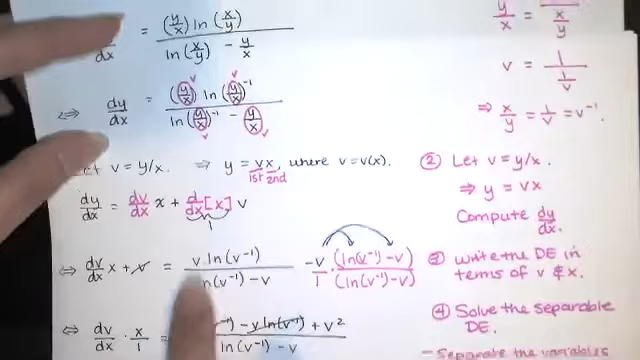 dy/dx = (y/x) ln (x/y) / ln (x/y) - y/x
⇔ dy/dx = (y/x) ln (y/x)^-1 / ln (y/x)^-1 - y/x
v = y/x. ⇒ y = vx, where v = v(x).
1st 2nd
dy/dx = dv/dx x + d/dx [x] v
1
⇔ dv/dx x + v = v ln (v^-1) / ln (v^-1) - v -v/1 · (ln (v^-1) - v) / (ln (v^-1) - v)
⇔ dv/dx · x/1 = - v ln (v^-1) + v^2 / ln (v^-1) - v
y/x = x/y
v = 1 / 1/v
⇒ x/y = 1/v = v^-1.
② Let v = y/x.
⇒ y = vx
Compute dy/dx.
③ Write the DE in
terms of v & x.
④ Solve the separable
DE.
- Separate the variables